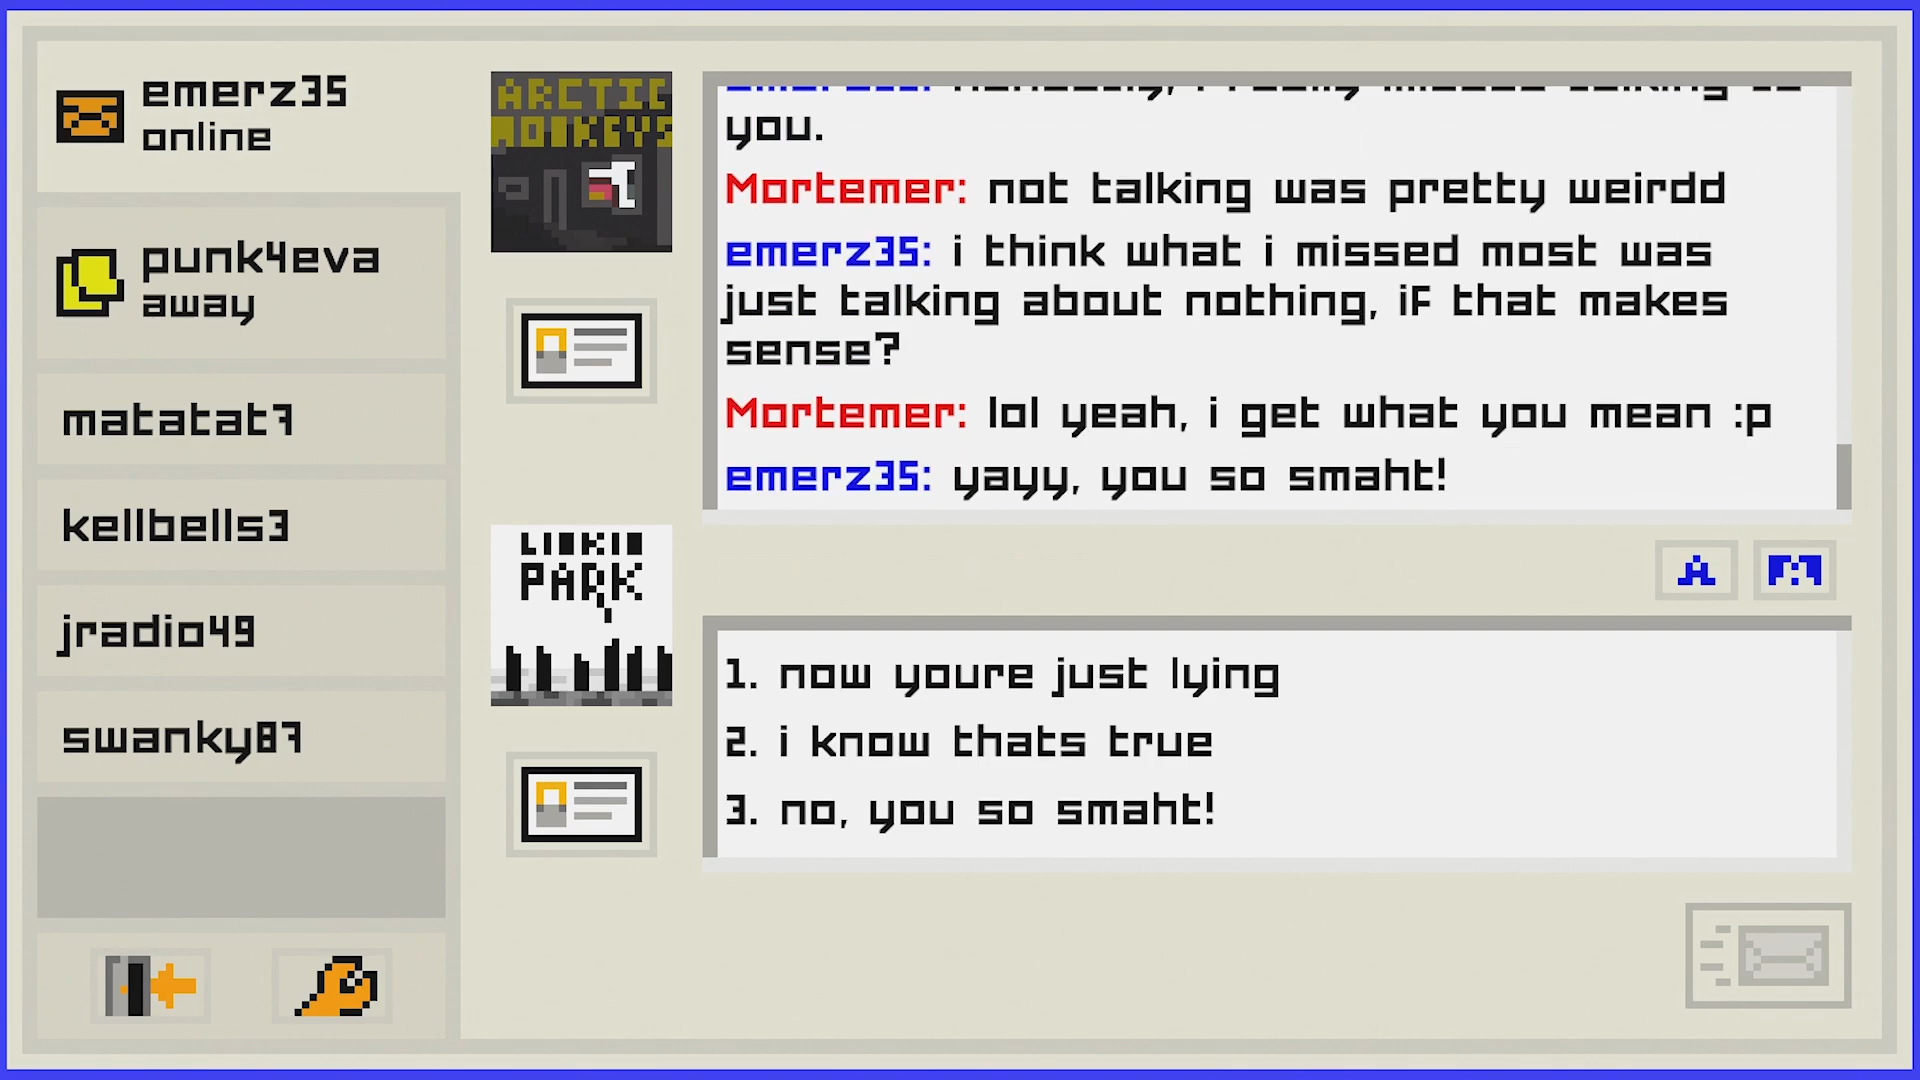 emerz35
online
punk4eva
away
matatat7
kellbells3
jradio49
swanky87
ARCTIC
MONKEYS
LINKIN
PARK
you.
Mortemer: not talking was pretty weirdd
emerz35: i think what i missed most was
just talking about nothing, if that makes
sense?
Mortemer: lol yeah, i get what you mean :p
emerz35: yayy, you so smaht!
A
1. now youre just lying
2. i know thats true
3. no, you so smaht!